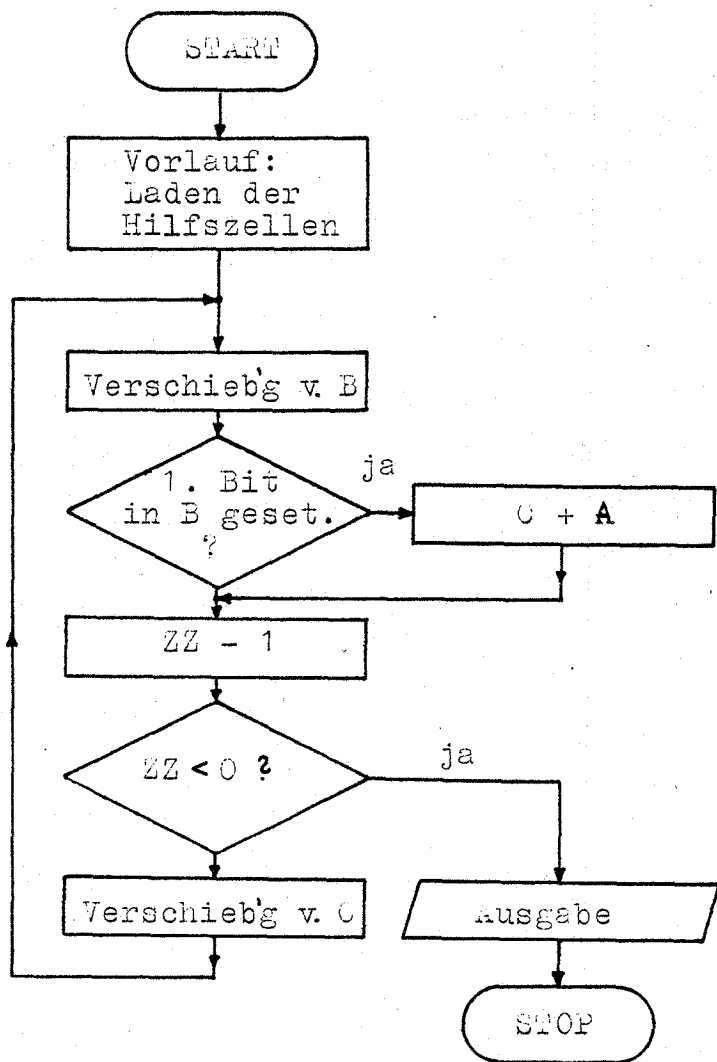 START
Vorlauf:
Laden der
Hilfszellen
Verschieb'g v. B
1. Bit
in B geset.
?
ja
C + A
ZZ - 1
ZZ < 0 ?
ja
Verschieb'g v. C
Ausgabe
STOP